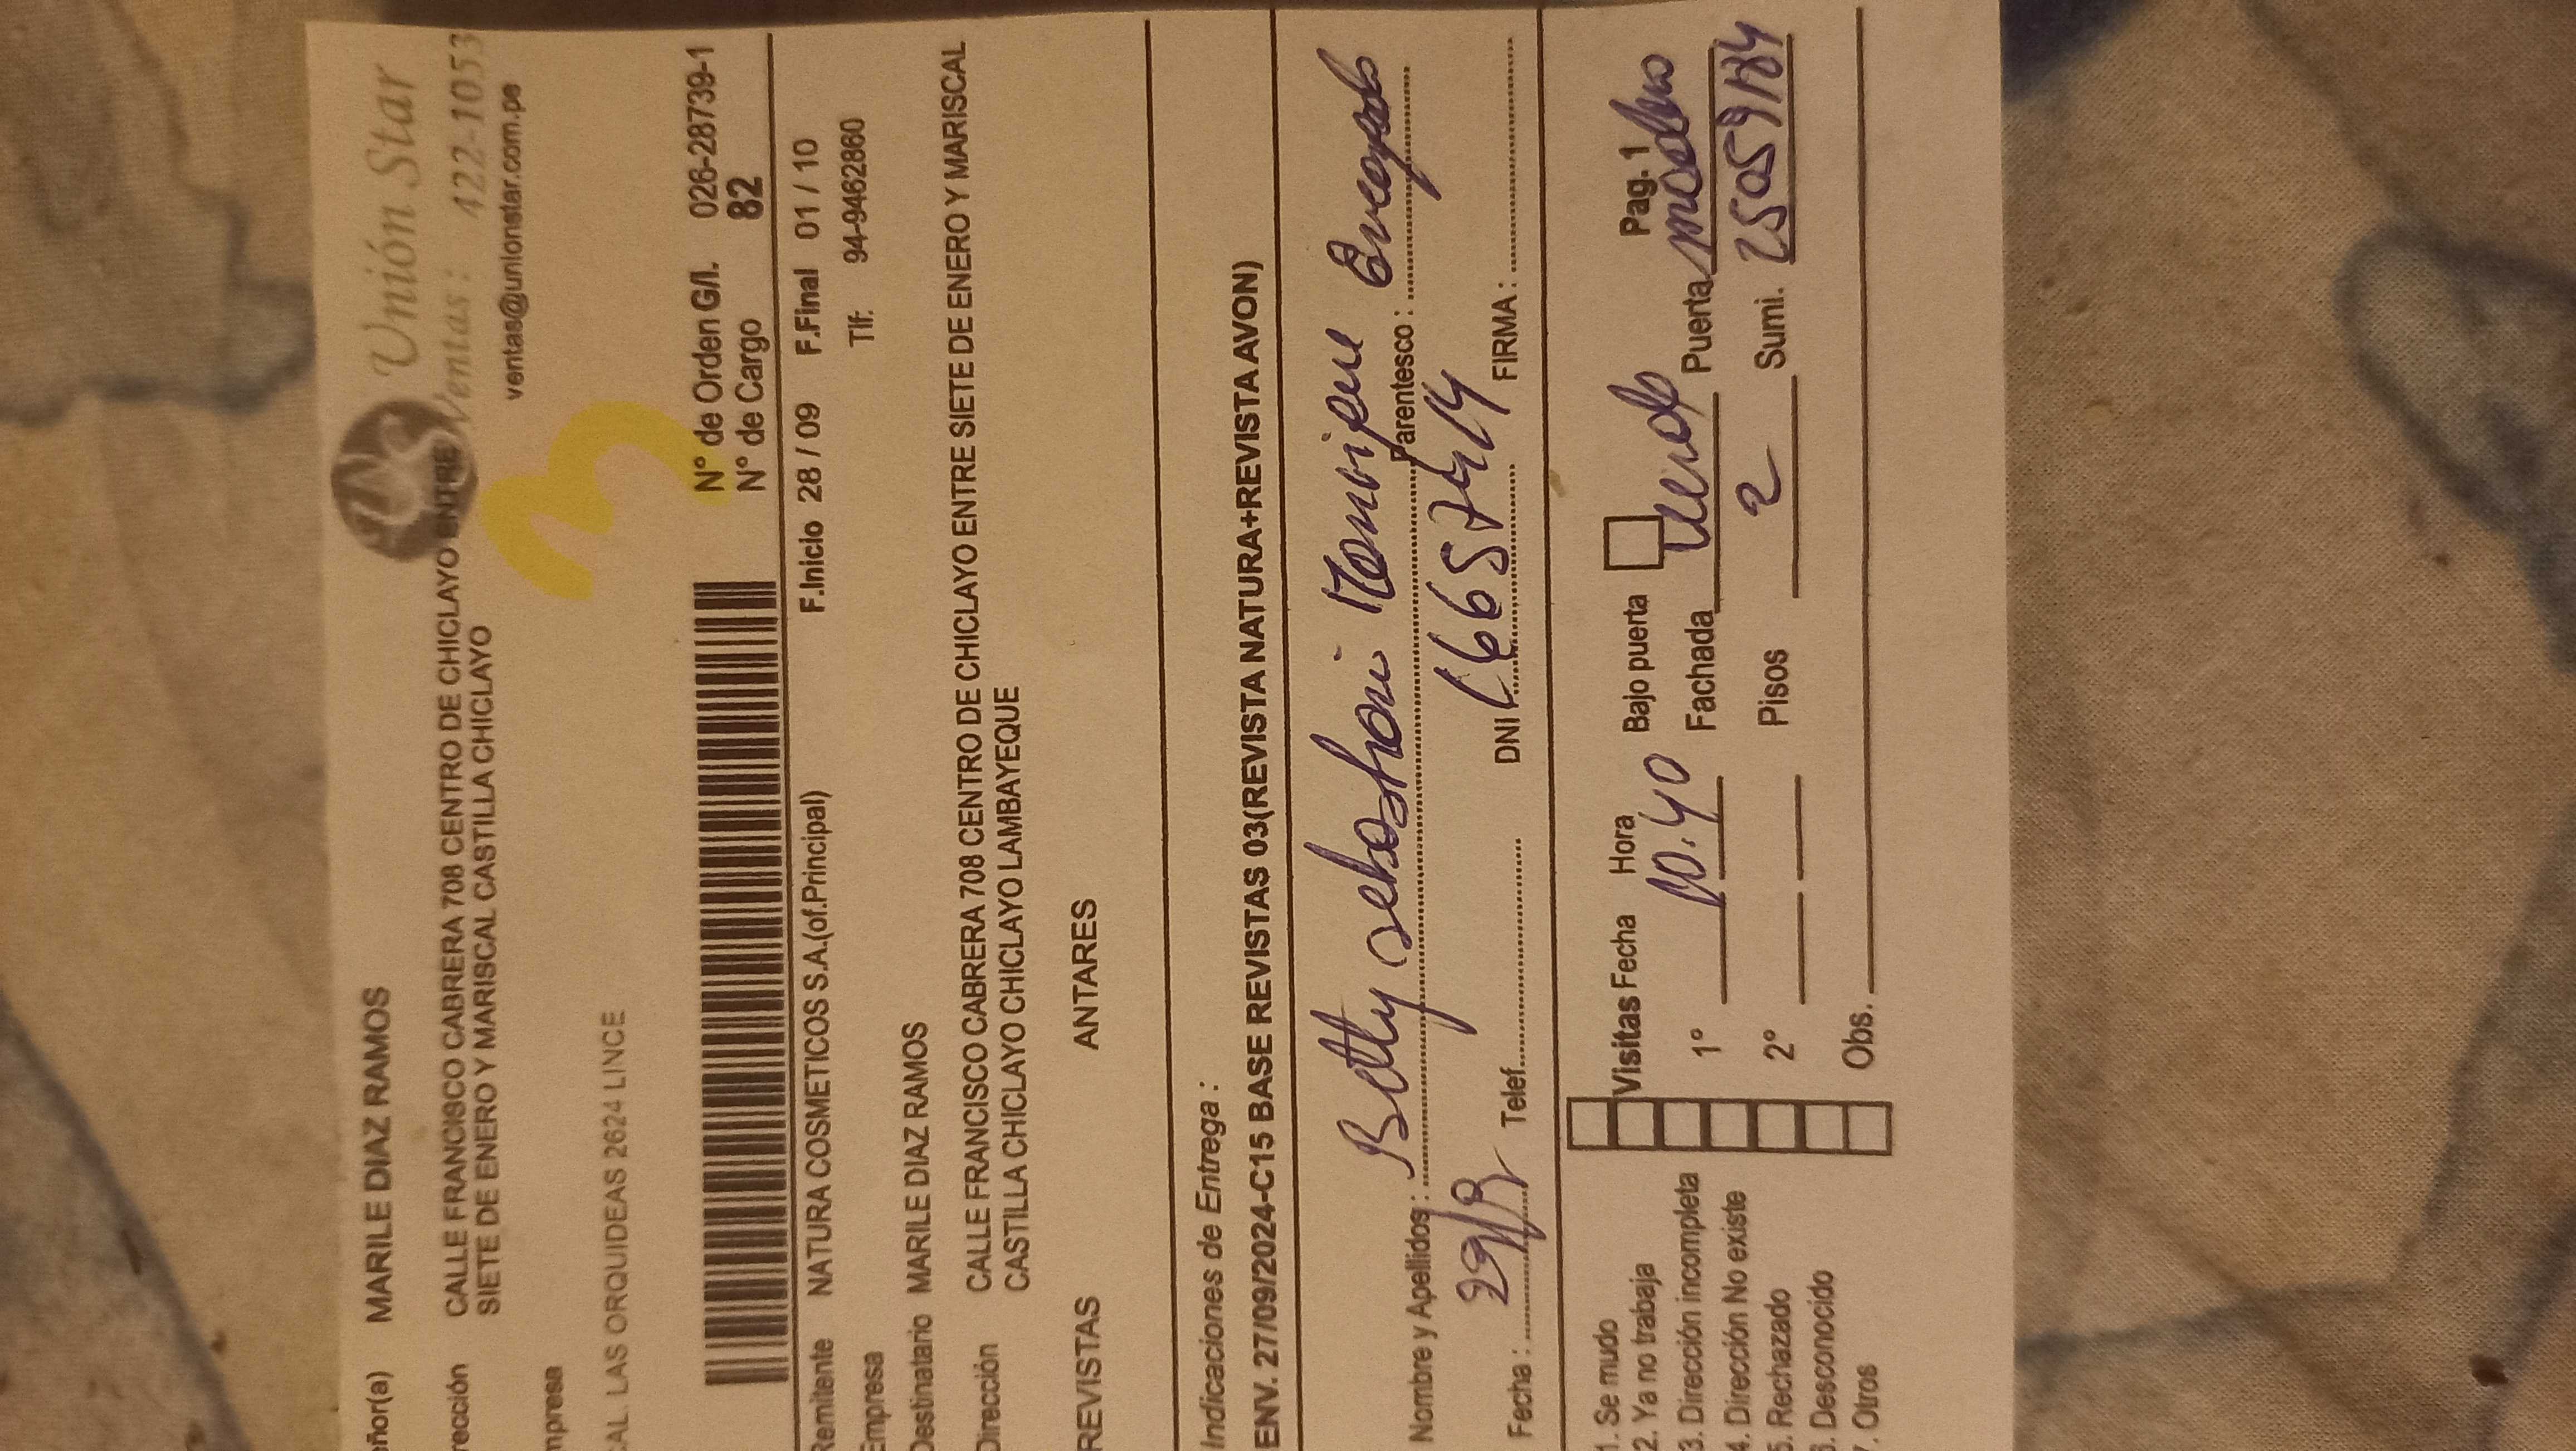 Unión Star
Ventas: 422-1053
ventas@unionstar.com.pe
eñor(a) MARILE DIAZ RAMOS
rección CALLE FRANCISCO CABRERA 708 CENTRO DE CHICLAYO ENTRE
SIETE DE ENERO Y MARISCAL CASTILLA CHICLAYO
mpresa
CAL. LAS ORQUIDEAS 2624 LINCE
3
N° de Orden G/I. 026-28739-1
N° de Cargo 82
Remitente NATURA COSMETICOS S.A.(of.Principal) F.Inicio 28 / 09 F.Final 01 / 10
Empresa Tlf. 94-9462860
Destinatario MARILE DIAZ RAMOS
Dirección CALLE FRANCISCO CABRERA 708 CENTRO DE CHICLAYO ENTRE SIETE DE ENERO Y MARISCAL
CASTILLA CHICLAYO CHICLAYO LAMBAYEQUE
REVISTAS ANTARES
Indicaciones de Entrega :
ENV. 27/09/2024-C15 BASE REVISTAS 03(REVISTA NATURA+REVISTA AVON)
Nombre y Apellidos : Betty Parentesco :
Fecha : Telef. DNI 16657414 FIRMA :
Pag. 1
1. Se mudo
2. Ya no trabaja Visitas Fecha Hora Bajo puerta
3. Dirección incompleta 1° 10.40 Fachada Puerta
4. Dirección No existe
5. Rechazado 2° Pisos 2 Sumi. 25059184
6. Desconocido
7. Otros Obs.